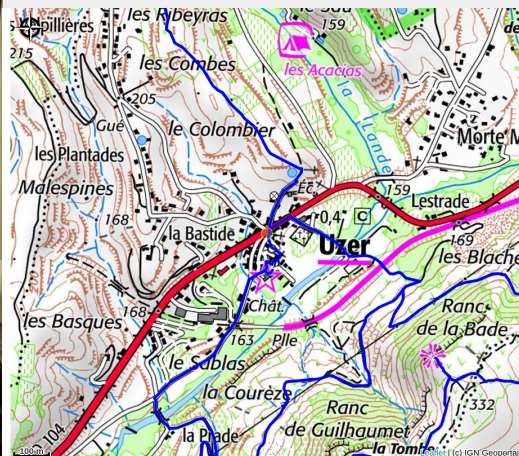 les Ribeyras
159
215
les Combes
les Acacias
205
Gué
le Colombier
la Lande
Morte M
les Plantades
Malespines
Éc.
159
Lestrade
168
la Bastide
0,4
C
Uzer
169
les Blache
168
Chât.
Ranc
de la Bade
les Basques
163
Plle
le Sablas
la Courèze
332
Ranc
de Guilhaumet
la Prade
la Tombe
D 104
100 m
Leaflet | (c) IGN Geoportail